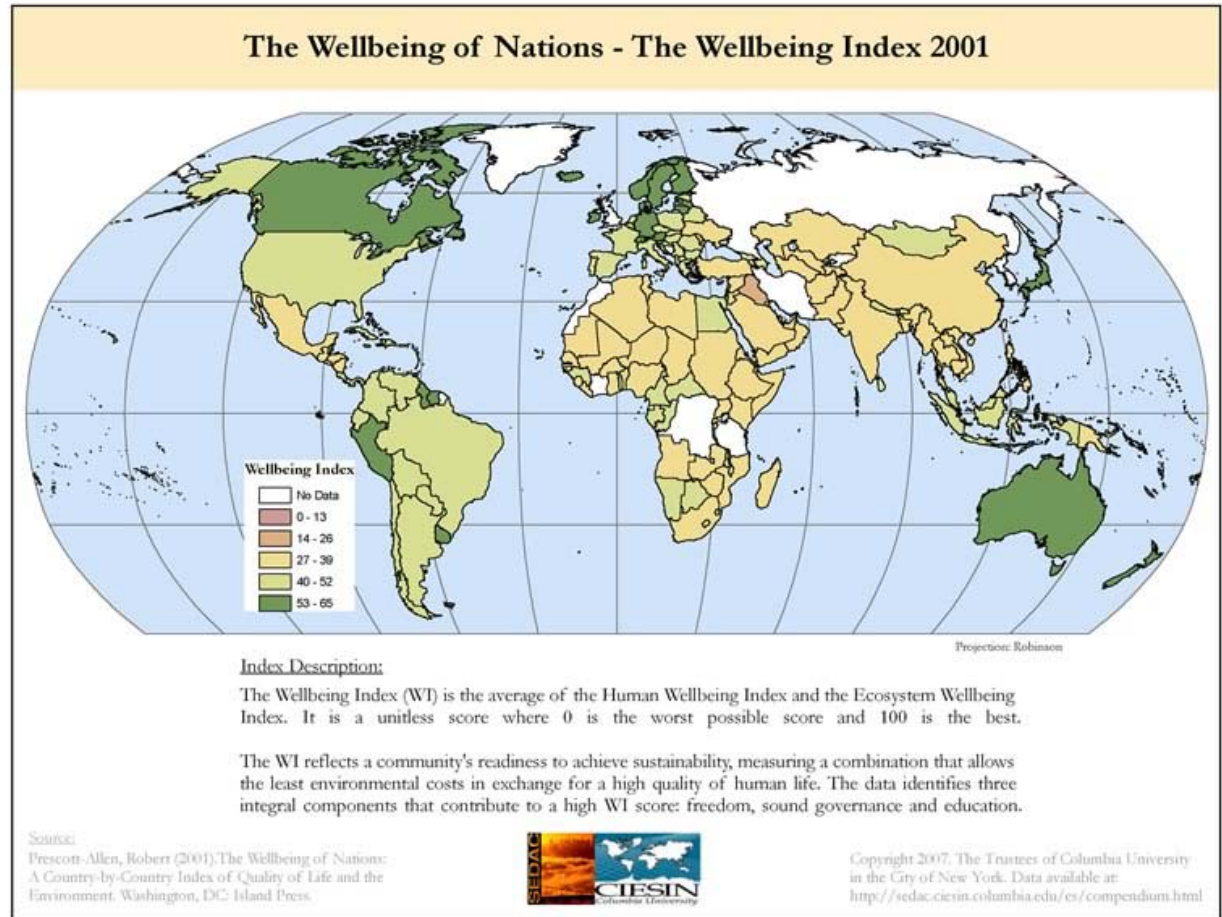 The Wellbeing of Nations - The Wellbeing Index 2001
Wellbeing Index
No Data
0 - 13
14 - 26
27 - 39
40 - 52
53 - 65
Projection: Robinson
Index Description:
The Wellbeing Index (WI) is the average of the Human Wellbeing Index and the Ecosystem Wellbeing
Index. It is a unitless score where 0 is the worst possible score and 100 is the best.
The WI reflects a community's readiness to achieve sustainability, measuring a combination that allows
the least environmental costs in exchange for a high quality of human life. The data identifies three
integral components that contribute to a high WI score: freedom, sound governance and education.
Source:
Prescott-Allen, Robert (2001).The Wellbeing of Nations:
A Country-by-Country Index of Quality of Life and the
Environment. Washington, DC: Island Press.
SEDAC
CIESIN
Columbia University
Copyright 2007. The Trustees of Columbia University
in the City of New York. Data available at:
http://sedac.ciesin.columbia.edu/es/compendium.html